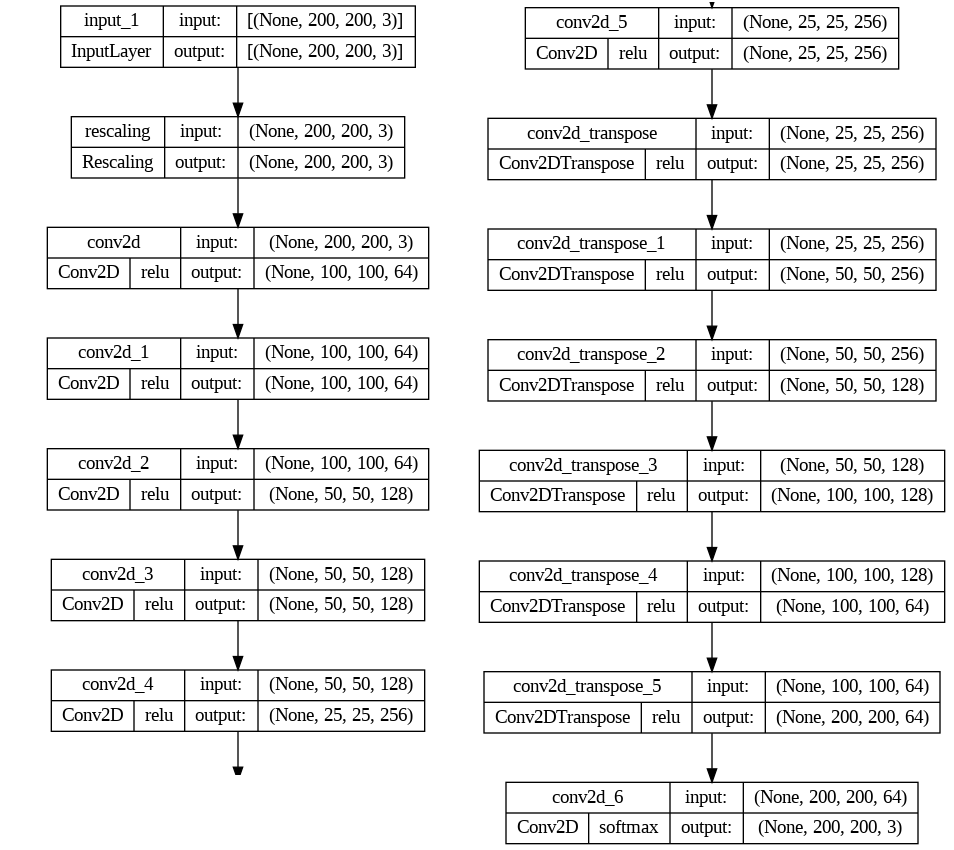 input_1 input: [(None, 200, 200, 3)]
InputLayer output: [(None, 200, 200, 3)]
rescaling input: (None, 200, 200, 3)
Rescaling output: (None, 200, 200, 3)
conv2d input: (None, 200, 200, 3)
Conv2D relu output: (None, 100, 100, 64)
conv2d_1 input: (None, 100, 100, 64)
Conv2D relu output: (None, 100, 100, 64)
conv2d_2 input: (None, 100, 100, 64)
Conv2D relu output: (None, 50, 50, 128)
conv2d_3 input: (None, 50, 50, 128)
Conv2D relu output: (None, 50, 50, 128)
conv2d_4 input: (None, 50, 50, 128)
Conv2D relu output: (None, 25, 25, 256)
conv2d_5 input: (None, 25, 25, 256)
Conv2D relu output: (None, 25, 25, 256)
conv2d_transpose input: (None, 25, 25, 256)
Conv2DTranspose relu output: (None, 25, 25, 256)
conv2d_transpose_1 input: (None, 25, 25, 256)
Conv2DTranspose relu output: (None, 50, 50, 256)
conv2d_transpose_2 input: (None, 50, 50, 256)
Conv2DTranspose relu output: (None, 50, 50, 128)
conv2d_transpose_3 input: (None, 50, 50, 128)
Conv2DTranspose relu output: (None, 100, 100, 128)
conv2d_transpose_4 input: (None, 100, 100, 128)
Conv2DTranspose relu output: (None, 100, 100, 64)
conv2d_transpose_5 input: (None, 100, 100, 64)
Conv2DTranspose relu output: (None, 200, 200, 64)
conv2d_6 input: (None, 200, 200, 64)
Conv2D softmax output: (None, 200, 200, 3)